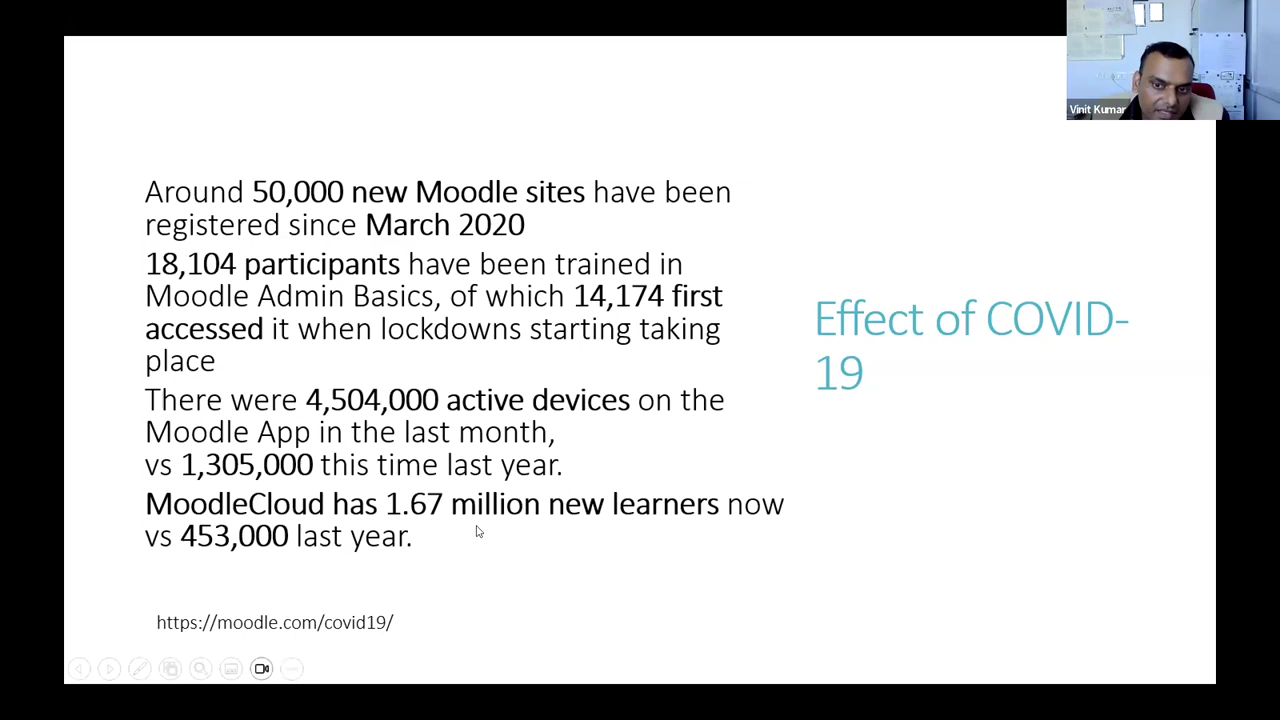 Vinit Kumar
Around 50,000 new Moodle sites have been
registered since March 2020
18,104 participants have been trained in
Moodle Admin Basics, of which 14,174 first
accessed it when lockdowns starting taking
place
There were 4,504,000 active devices on the
Moodle App in the last month,
vs 1,305,000 this time last year.
MoodleCloud has 1.67 million new learners now
vs 453,000 last year.
Effect of COVID-
19
https://moodle.com/covid19/